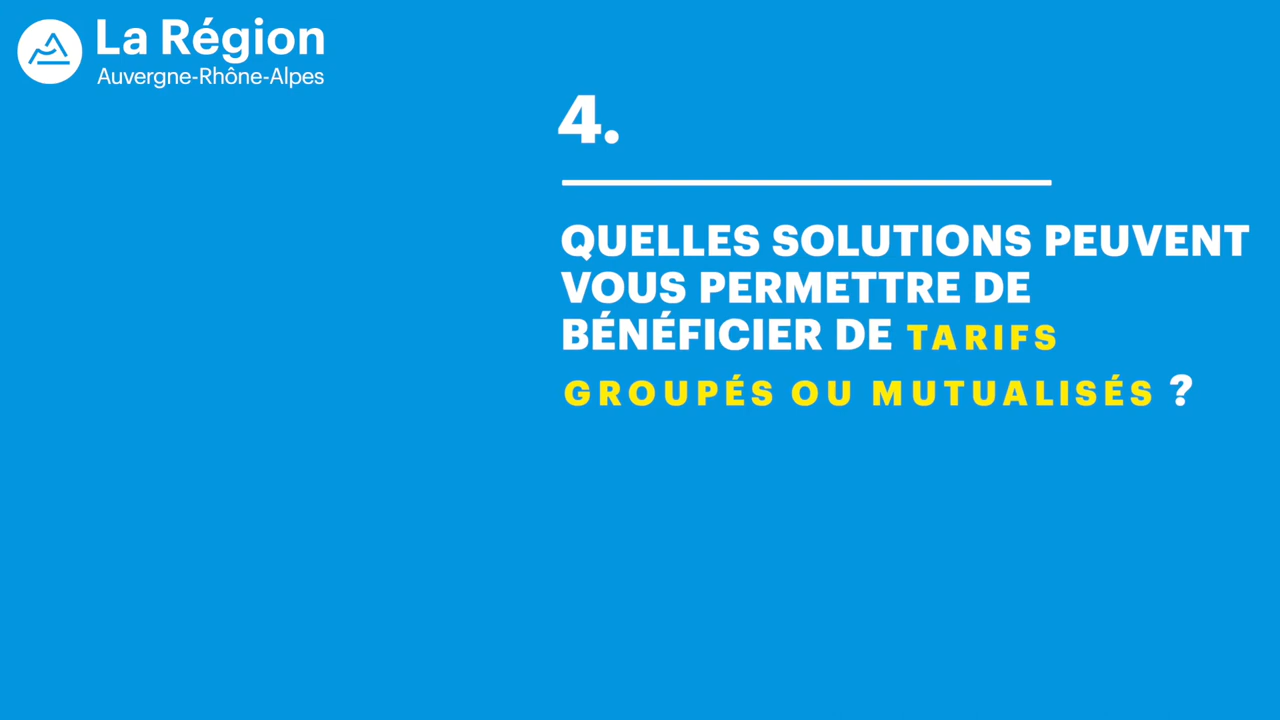 La Région
Auvergne-Rhône-Alpes
4.
QUELLES SOLUTIONS PEUVENT
VOUS PERMETTRE DE
BÉNÉFICIER DE TARIFS
GROUPÉS OU MUTUALISÉS ?